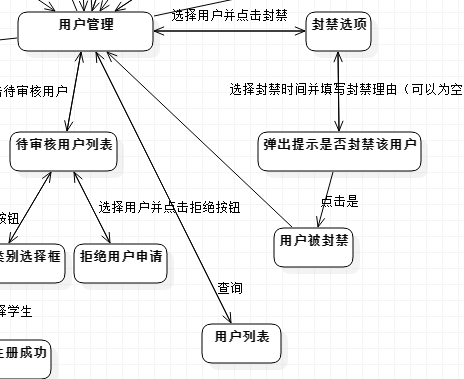 选择用户并点击封禁
用户管理
封禁选项
待审核用户
选择封禁时间并填写封禁理由（可以为空
待审核用户列表
弹出提示是否封禁该用户
选择用户并点击拒绝按钮
点击是
按钮
用户被封禁
类别选择框
拒绝用户申请
查询
择学生
用户列表
注册成功